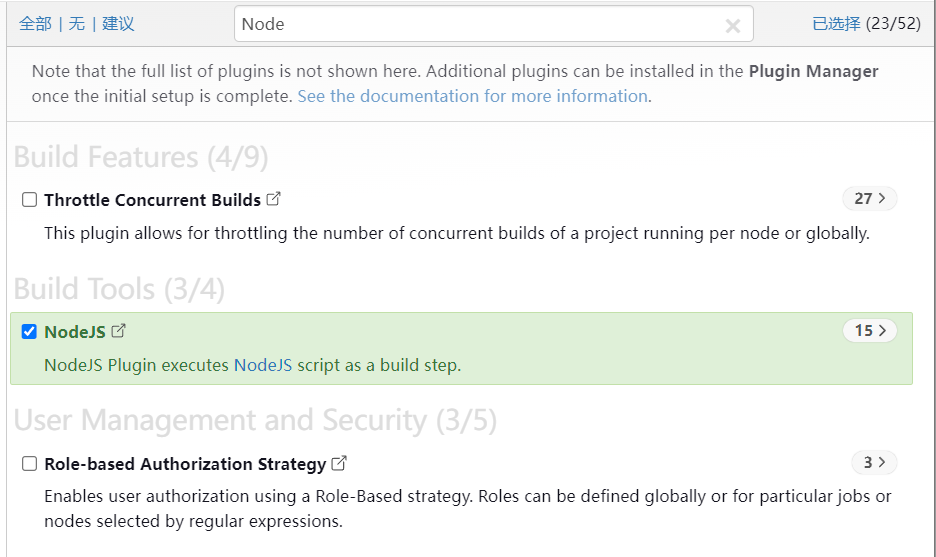 全部 | 无 | 建议
Node
已选择 (23/52)
Note that the full list of plugins is not shown here. Additional plugins can be installed in the Plugin Manager
once the initial setup is complete. See the documentation for more information.
Build Features (4/9)
Throttle Concurrent Builds
27
This plugin allows for throttling the number of concurrent builds of a project running per node or globally.
Build Tools (3/4)
NodeJS
15
NodeJS Plugin executes NodeJS script as a build step.
User Management and Security (3/5)
Role-based Authorization Strategy
3
Enables user authorization using a Role-Based strategy. Roles can be defined globally or for particular jobs or
nodes selected by regular expressions.